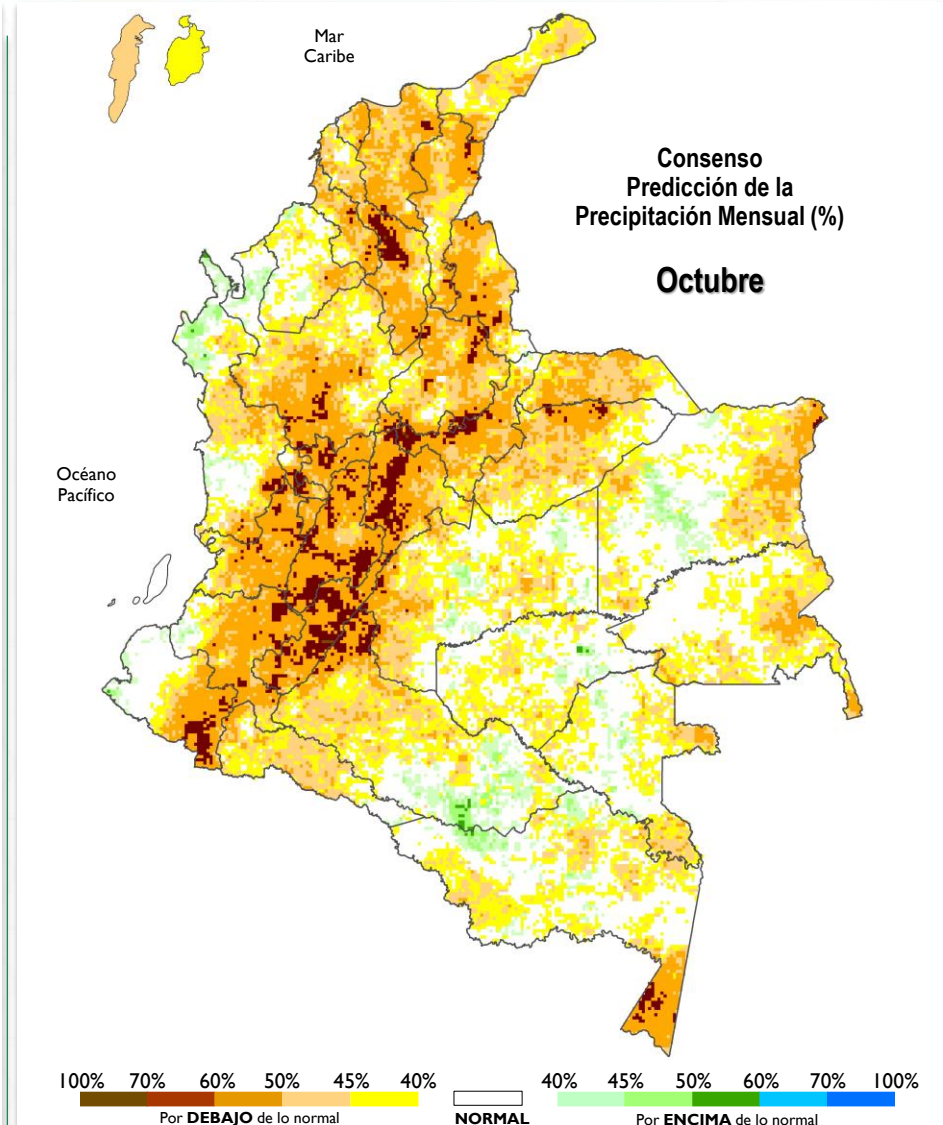 Mar
Caribe
Consenso
Predicción de la
Precipitación Mensual (%)
Octubre
Océano
Pacífico
100% 70% 60% 50% 45% 40%
40% 45% 50% 60% 70% 100%
Por DEBAJO de lo normal
NORMAL
Por ENCIMA de lo normal